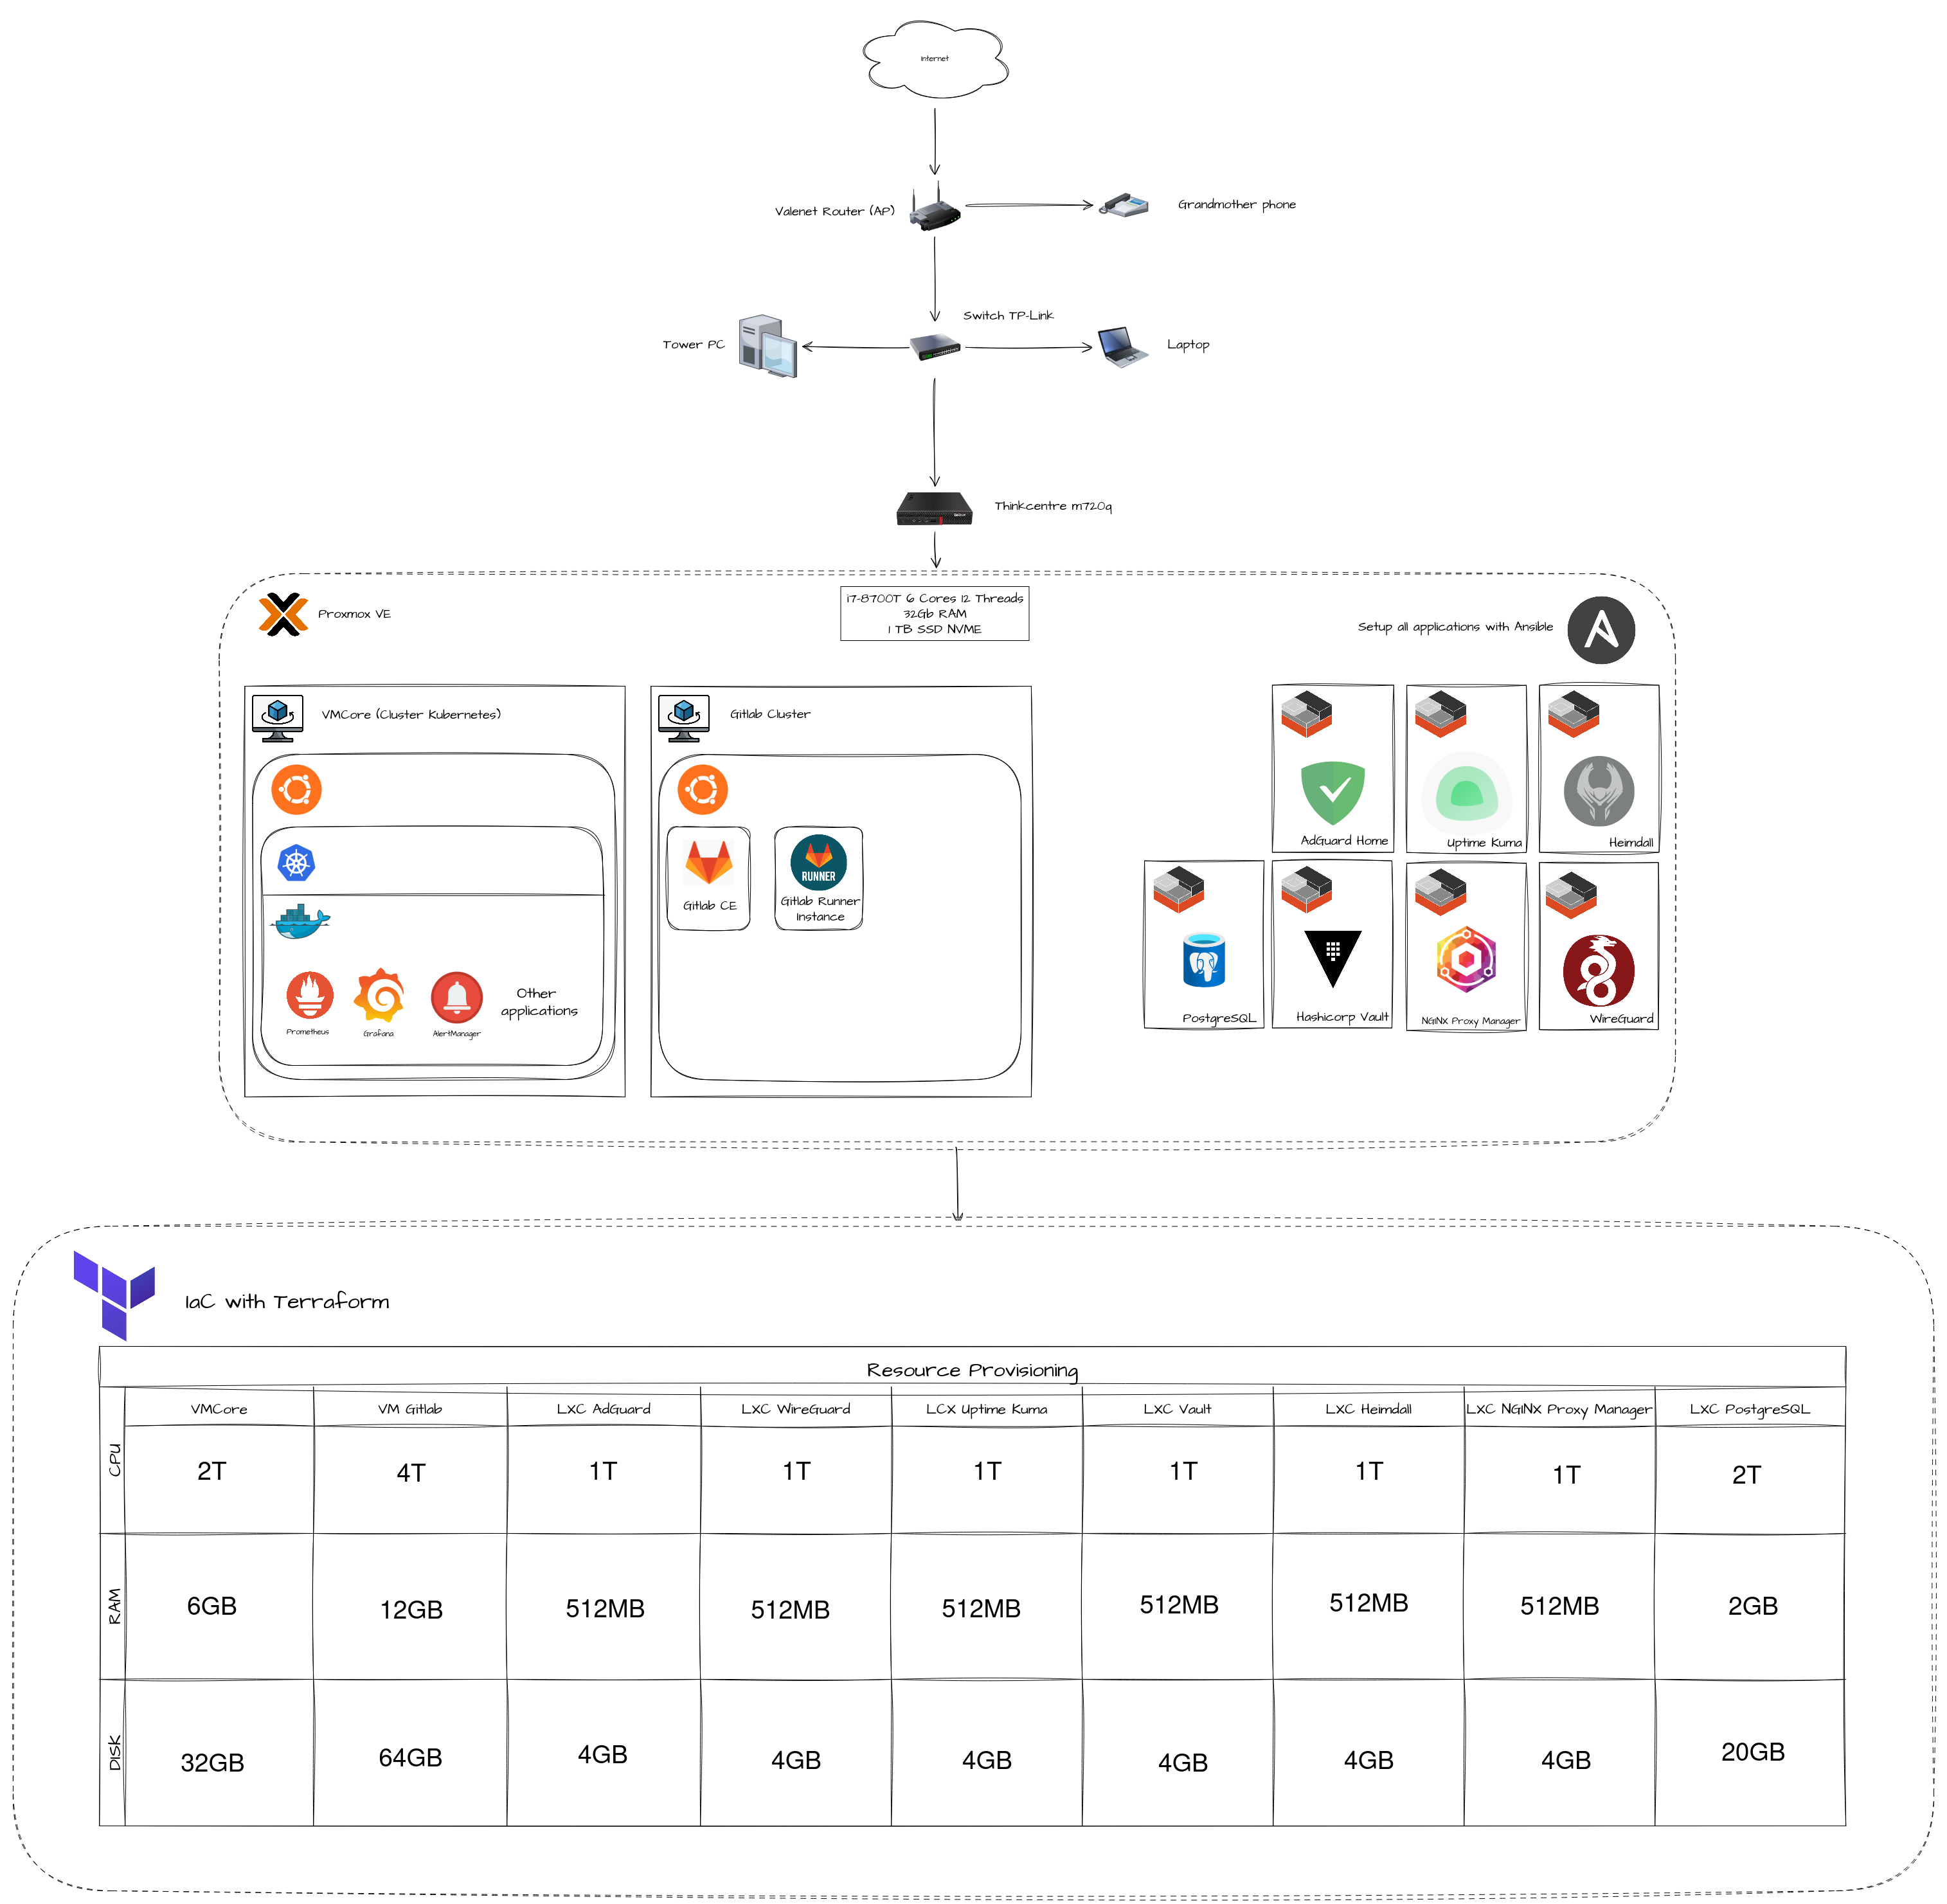 Internet
Valenet Router (AP)
Grandmother phone
Switch TP-Link
Tower PC
Laptop
Thinkcentre m720q
Proxmox VE
i7-8700T 6 Cores 12 Threads
32Gb RAM
1 TB SSD NVME
Setup all applications with Ansible
VMCore (Cluster Kubernetes)
Gitlab Cluster
AdGuard Home
Uptime Kuma
Heimdall
RUNNER
Gitlab CE
Gitlab Runner
Instance
Prometheus
Grafana
AlertManager
Other
applications
PostgreSQL
Hashicorp Vault
NGINX Proxy Manager
WireGuard
IaC with Terraform
Resource Provisioning
VMCore
VM Gitlab
LXC AdGuard
LXC WireGuard
LCX Uptime Kuma
LXC Vault
LXC Heimdall
LXC NGINX Proxy Manager
LXC PostgreSQL
CPU
2T
4T
1T
1T
1T
1T
1T
1T
2T
RAM
6GB
12GB
512MB
512MB
512MB
512MB
512MB
512MB
2GB
DISK
32GB
64GB
4GB
4GB
4GB
4GB
4GB
4GB
20GB